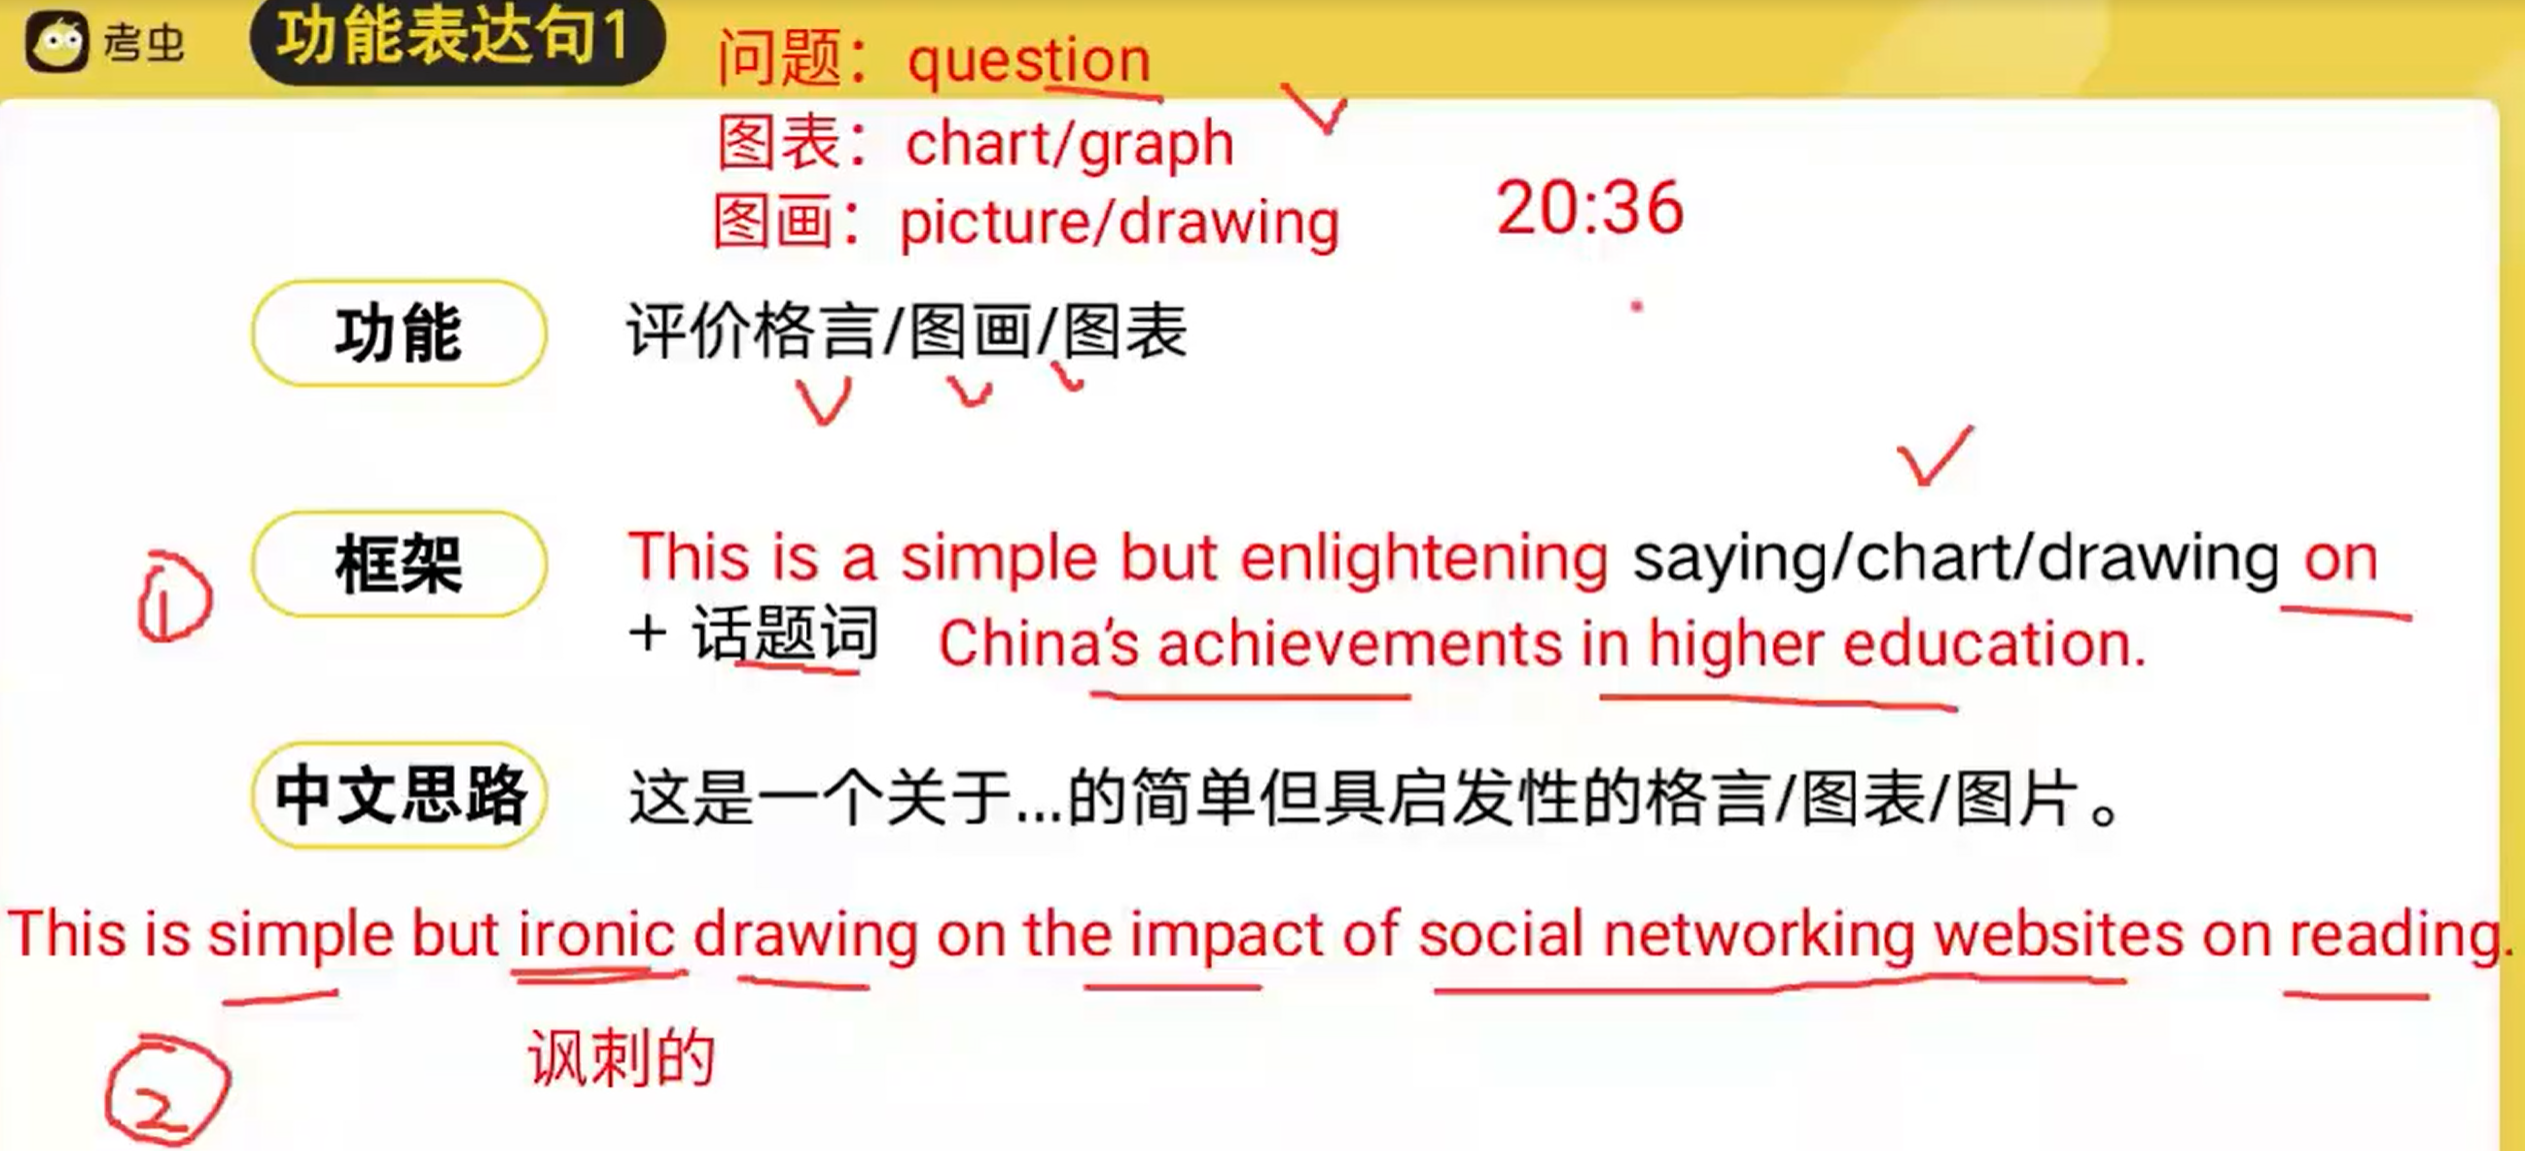 考虫 功能表达句1
问题：question
图表：chart/graph
图画：picture/drawing
20:36
功能 评价格言/图画/图表
① 框架 This is a simple but enlightening saying/chart/drawing on
+ 话题词 China's achievements in higher education.
中文思路 这是一个关于...的简单但具启发性的格言/图表/图片。
This is simple but ironic drawing on the impact of social networking websites on reading.
讽刺的
②